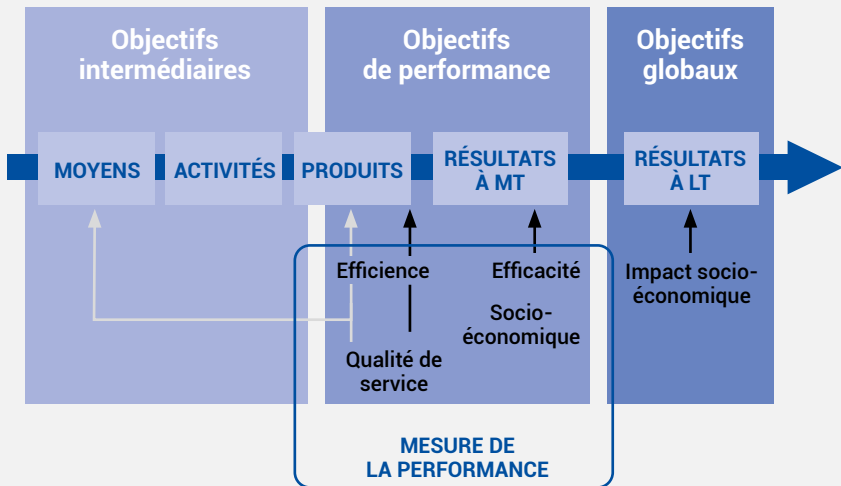 Objectifs
intermédiaires
Objectifs
de performance
Objectifs
globaux
MOYENS
ACTIVITÉS
PRODUITS
RÉSULTATS
À MT
RÉSULTATS
À LT
Efficience
Efficacité
Impact socio-
économique
Socio-
économique
Qualité de
service
MESURE DE
LA PERFORMANCE